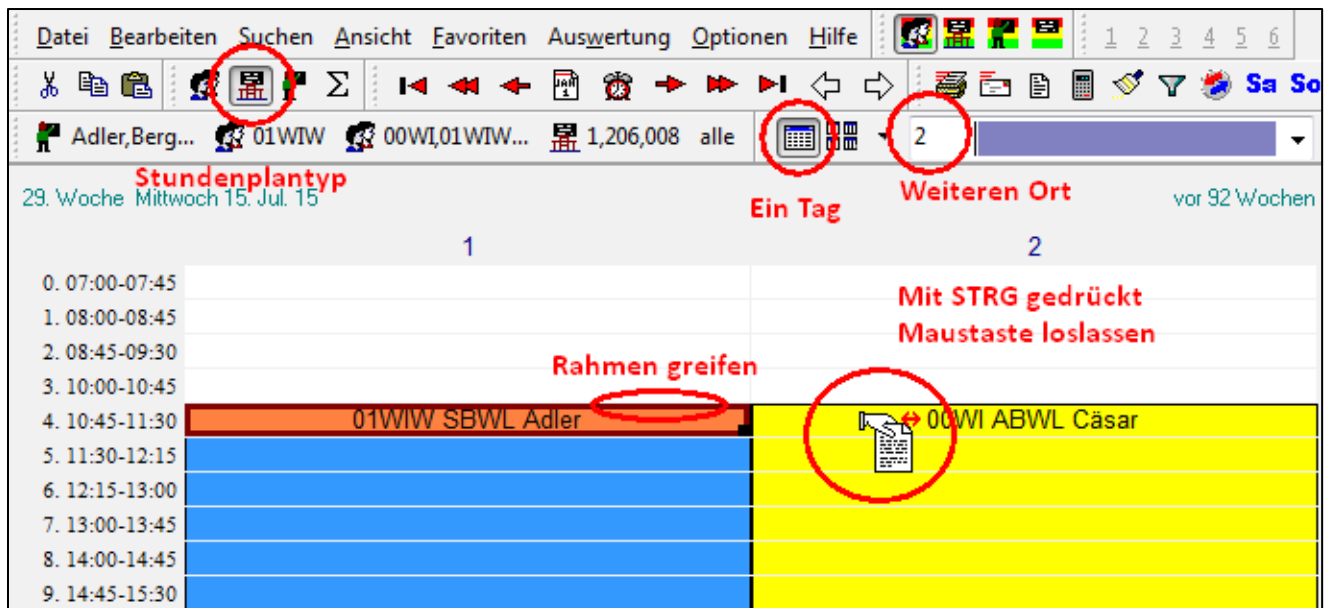 Datei Bearbeiten Suchen Ansicht Favoriten Auswertung Optionen Hilfe 1 2 3 4 5 6
Σ JAN 1 Sa So
Adler,Berg... 01WIW 00WI,01WIW... 1,206,008 alle 2
Stundenplantyp
Ein Tag
Weiteren Ort
29. Woche Mittwoch 15. Jul. 15 vor 92 Wochen
1 2
0. 07:00-07:45
Mit STRG gedrückt
1. 08:00-08:45
Maustaste loslassen
2. 08:45-09:30
Rahmen greifen
3. 10:00-10:45
4. 10:45-11:30 01WIW SBWL Adler 00WI ABWL Cäsar
5. 11:30-12:15
6. 12:15-13:00
7. 13:00-13:45
8. 14:00-14:45
9. 14:45-15:30